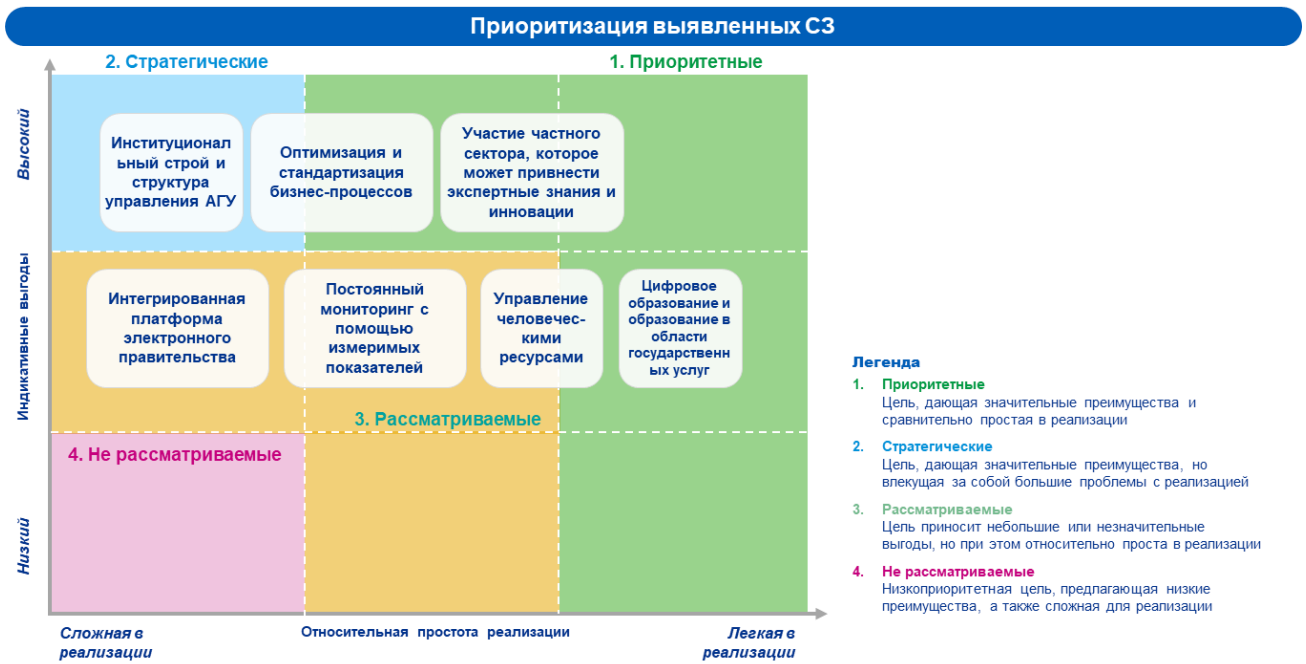 Приоритизация выявленных СЗ
2. Стратегические
1. Приоритетные
Высокий
Институционал
ьный строй и
структура
управления АГУ
Оптимизация и
стандартизация
бизнес-процессов
Участие частного
сектора, которое
может привнести
экспертные знания и
инновации
Индикативные выгоды
Интегрированная
платформа
электронного
правительства
Постоянный
мониторинг с
помощью
измеримых
показателей
Управление
человечес-
кими
ресурсами
Цифровое
образование и
образование в
области
государственн
ых услуг
3. Рассматриваемые
4. Не рассматриваемые
Низкий
Сложная в
реализации
Относительная простота реализации
Легкая в
реализации
Легенда
1. Приоритетные
Цель, дающая значительные преимущества и
сравнительно простая в реализации
2. Стратегические
Цель, дающая значительные преимущества, но
влекущая за собой большие проблемы с реализацией
3. Рассматриваемые
Цель приносит небольшие или незначительные
выгоды, но при этом относительно проста в реализации
4. Не рассматриваемые
Низкоприоритетная цель, предлагающая низкие
преимущества, а также сложная для реализации